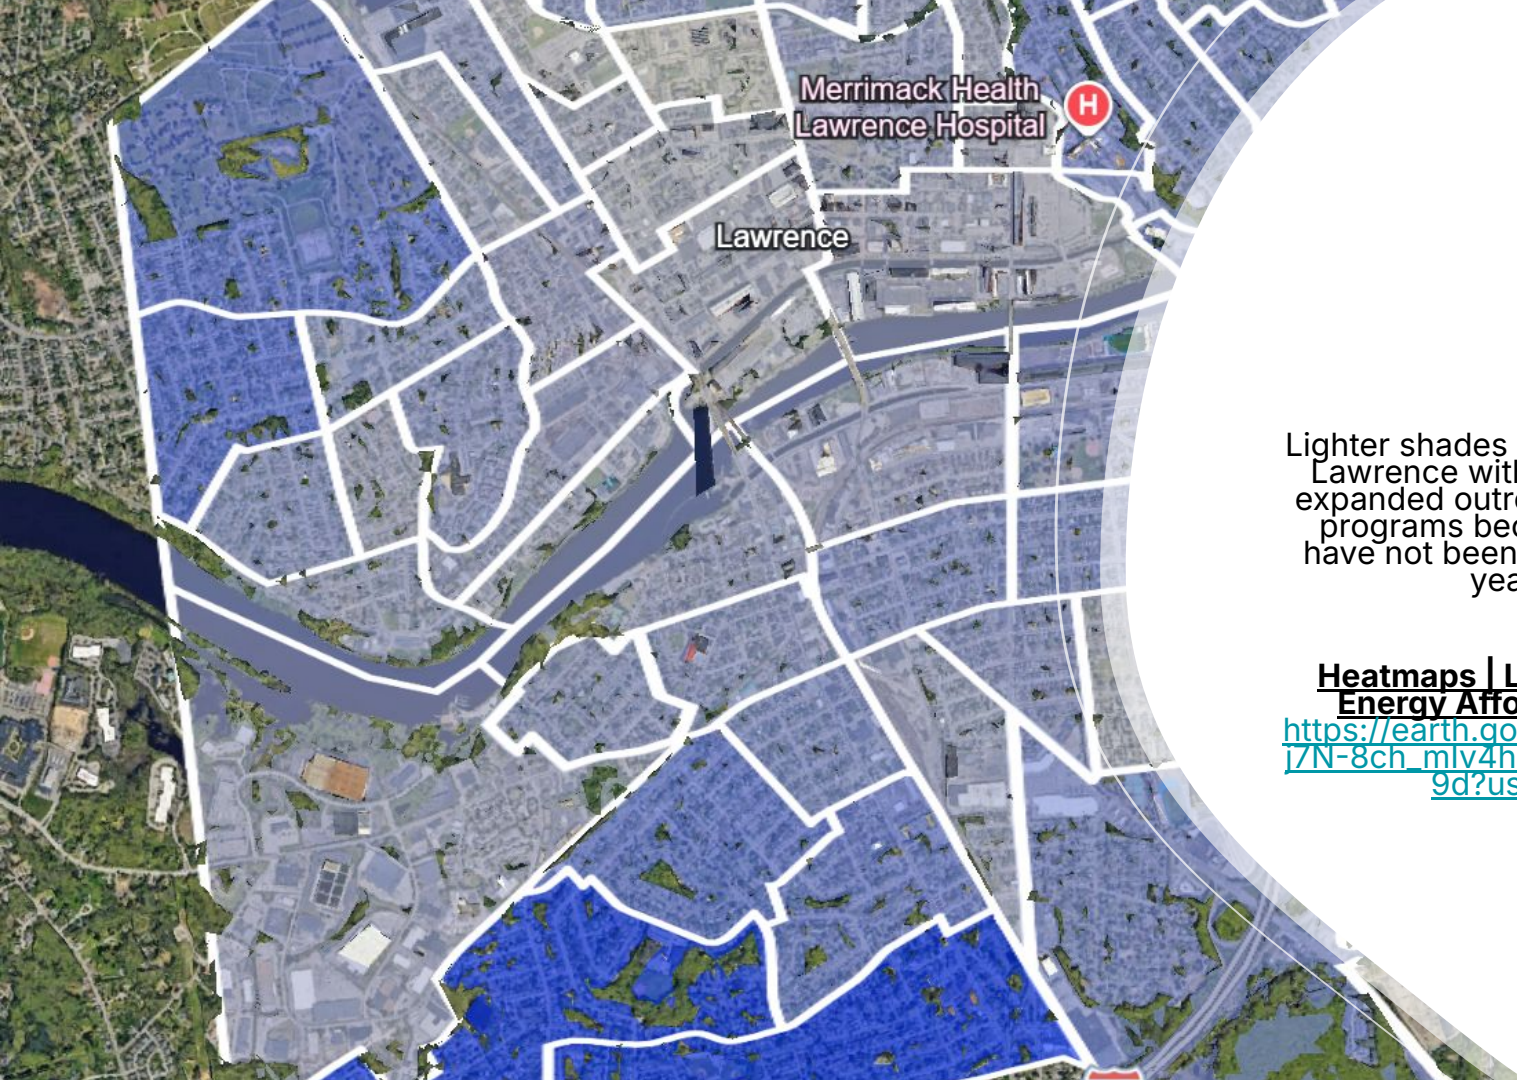 Merrimack Health
Lawrence Hospital
H
Lawrence
Lighter shades
Lawrence with
expanded outre
programs bec
have not been
yea
Heatmaps | L
Energy Affo
https://earth.go
j7N-8ch_mlv4h
9d?us